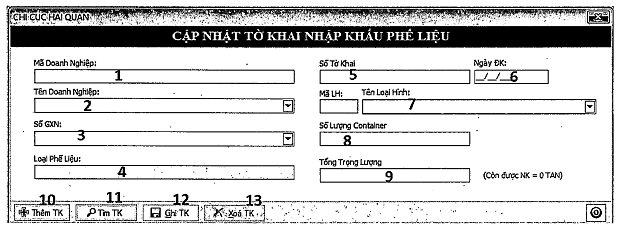 CHI CỤC HẢI QUAN
CẬP NHẬT TỜ KHAI NHẬP KHẨU PHẾ LIỆU
Mã Doanh Nghiệp:
1
Tên Doanh Nghiệp:
2
Số GXN:
3
Loại Phế Liệu:
4
Số Tờ Khai
5
Ngày ĐK:
_/_/_ 6
Mã LH:
Tên Loại Hình:
7
Số Lượng Container
8
Tổng Trọng Lượng
9
(Còn được NK = 0 TAN)
10 11 12 13
Thêm TK Tìm TK Ghi TK Xoá TK